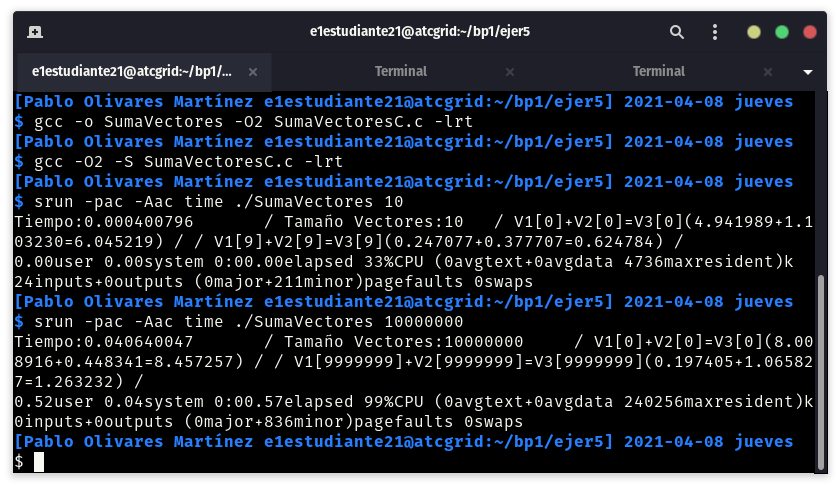 e1estudiante21@atcgrid:~/bp1/ejer5
e1estudiante21@atcgrid:~/bp1/... × Terminal × Terminal ×
[Pablo Olivares Martínez e1estudiante21@atcgrid:~/bp1/ejer5] 2021-04-08 jueves
$ gcc -o SumaVectores -O2 SumaVectoresC.c -lrt
[Pablo Olivares Martínez e1estudiante21@atcgrid:~/bp1/ejer5] 2021-04-08 jueves
$ gcc -O2 -S SumaVectoresC.c -lrt
[Pablo Olivares Martínez e1estudiante21@atcgrid:~/bp1/ejer5] 2021-04-08 jueves
$ srun -pac -Aac time ./SumaVectores 10
Tiempo:0.000400796       / Tamaño Vectores:10   / V1[0]+V2[0]=V3[0](4.941989+1.1
03230=6.045219) / / V1[9]+V2[9]=V3[9](0.247077+0.377707=0.624784) /
0.00user 0.00system 0:00.00elapsed 33%CPU (0avgtext+0avgdata 4736maxresident)k
24inputs+0outputs (0major+211minor)pagefaults 0swaps
[Pablo Olivares Martínez e1estudiante21@atcgrid:~/bp1/ejer5] 2021-04-08 jueves
$ srun -pac -Aac time ./SumaVectores 10000000
Tiempo:0.040640047       / Tamaño Vectores:10000000     / V1[0]+V2[0]=V3[0](8.00
8916+0.448341=8.457257) / / V1[9999999]+V2[9999999]=V3[9999999](0.197405+1.06582
7=1.263232) /
0.52user 0.04system 0:00.57elapsed 99%CPU (0avgtext+0avgdata 240256maxresident)k
0inputs+0outputs (0major+836minor)pagefaults 0swaps
[Pablo Olivares Martínez e1estudiante21@atcgrid:~/bp1/ejer5] 2021-04-08 jueves
$